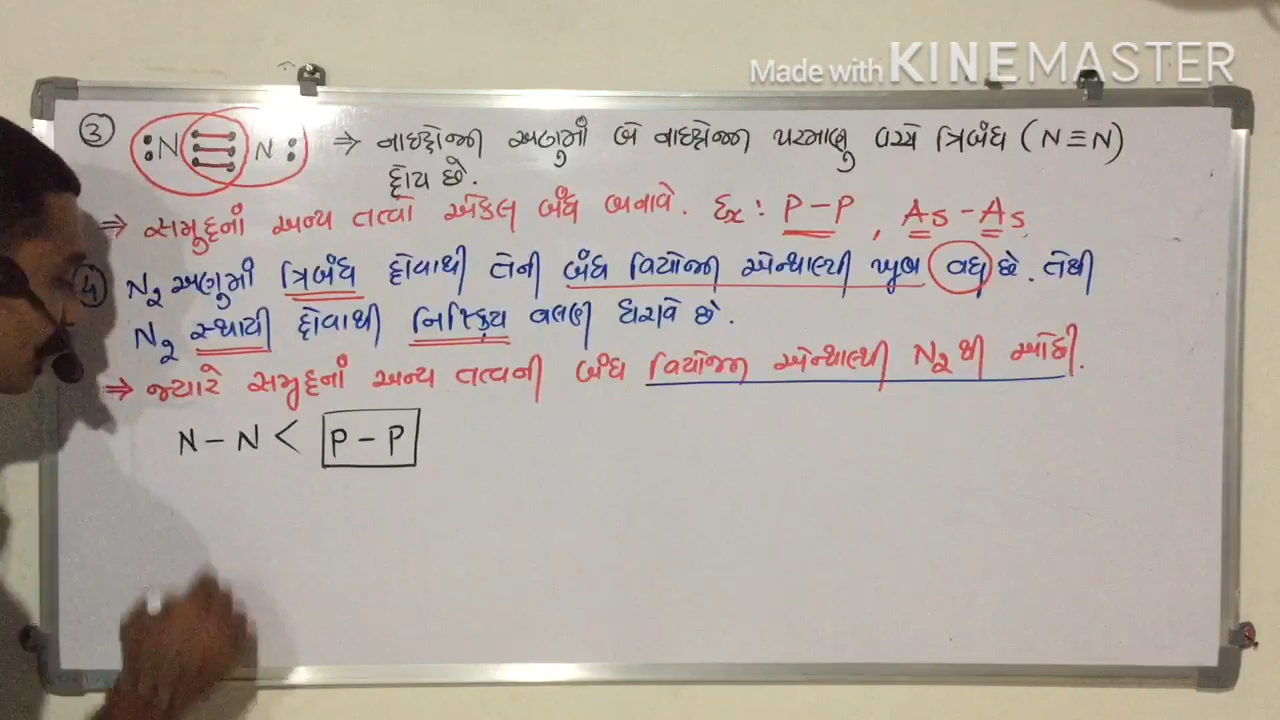 Made with KINEMASTER
③ :N≡N: ⇒ નાઇટ્રોજન અણુમાં બે નાઇટ્રોજન પરમાણુ વચ્ચે ત્રિબંધ (N≡N)
હોય છે.
⇒ સમૂહનાં અન્ય તત્વો એકલ બંધ બનાવે. Ex: P-P, As-As
④ N₂ અણુમાં ત્રિબંધ હોવાથી તેની બંધ વિયોજન એન્થાલ્પી ખૂબ વધુ છે. તેથી
N₂ સ્થાયી હોવાથી નિષ્ક્રિય વલણ ધરાવે છે.
⇒ જ્યારે સમૂહનાં અન્ય તત્વની બંધ વિયોજન એન્થાલ્પી N₂ થી ઓછી.
N-N < P-P